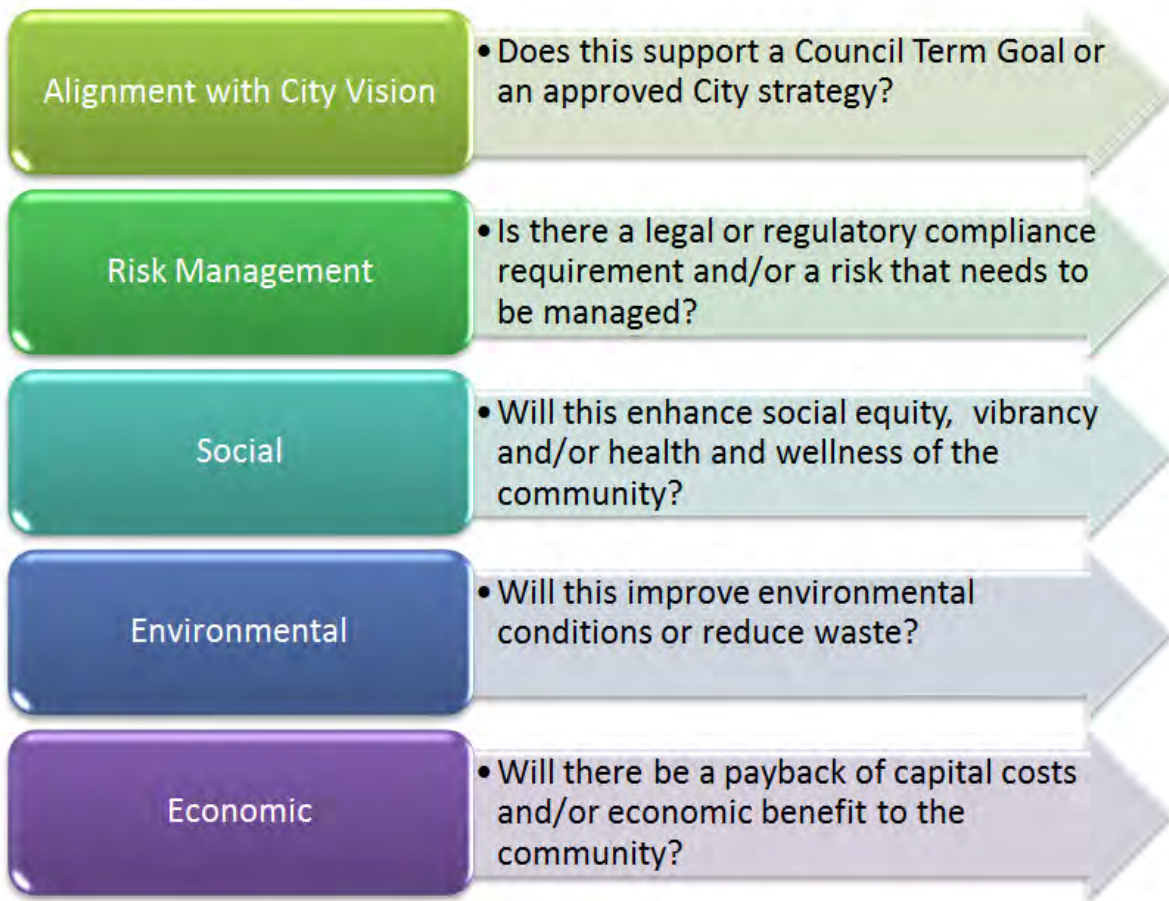 Alignment with City Vision
• Does this support a Council Term Goal or
an approved City strategy?
Risk Management
• Is there a legal or regulatory compliance
requirement and/or a risk that needs to
be managed?
Social
• Will this enhance social equity, vibrancy
and/or health and wellness of the
community?
Environmental
• Will this improve environmental
conditions or reduce waste?
Economic
• Will there be a payback of capital costs
and/or economic benefit to the
community?